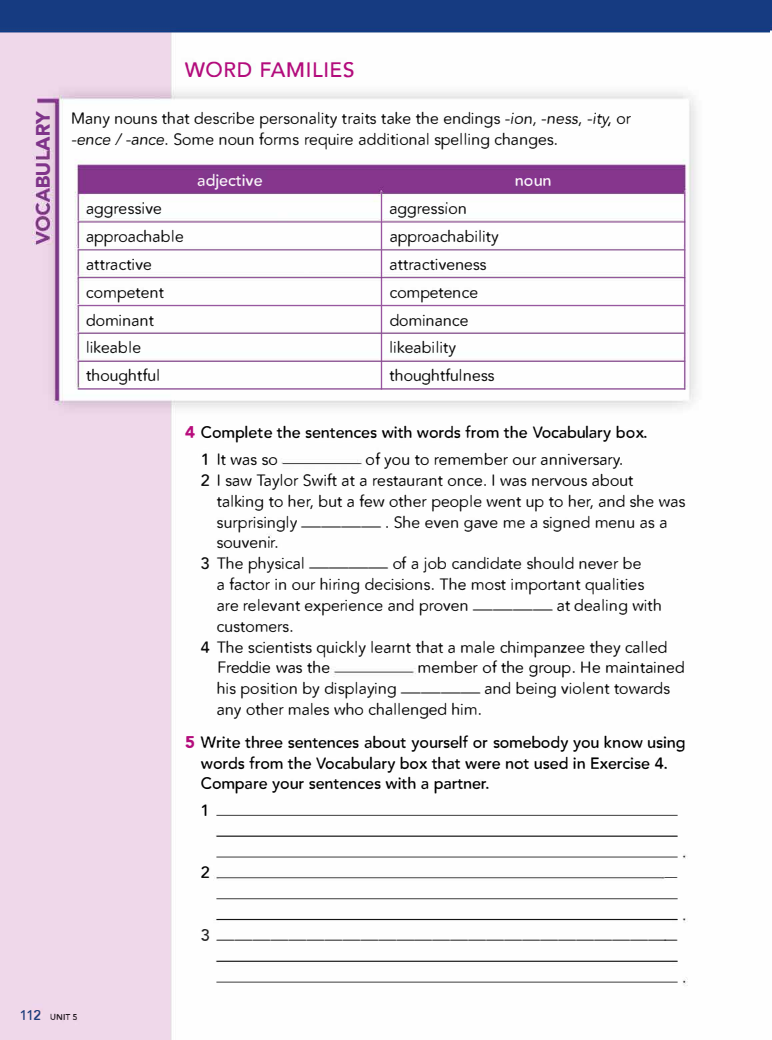 WORD FAMILIES
VOCABULARY
Many nouns that describe personality traits take the endings -ion, -ness, -ity, or
-ence / -ance. Some noun forms require additional spelling changes.
adjective noun
aggressive aggression
approachable approachability
attractive attractiveness
competent competence
dominant dominance
likeable likeability
thoughtful thoughtfulness
4 Complete the sentences with words from the Vocabulary box.
1 It was so __________ of you to remember our anniversary.
2 I saw Taylor Swift at a restaurant once. I was nervous about
talking to her, but a few other people went up to her, and she was
surprisingly __________ . She even gave me a signed menu as a
souvenir.
3 The physical __________ of a job candidate should never be
a factor in our hiring decisions. The most important qualities
are relevant experience and proven __________ at dealing with
customers.
4 The scientists quickly learnt that a male chimpanzee they called
Freddie was the __________ member of the group. He maintained
his position by displaying __________ and being violent towards
any other males who challenged him.
5 Write three sentences about yourself or somebody you know using
words from the Vocabulary box that were not used in Exercise 4.
Compare your sentences with a partner.
1
.
2
.
3
.
112 UNIT 5